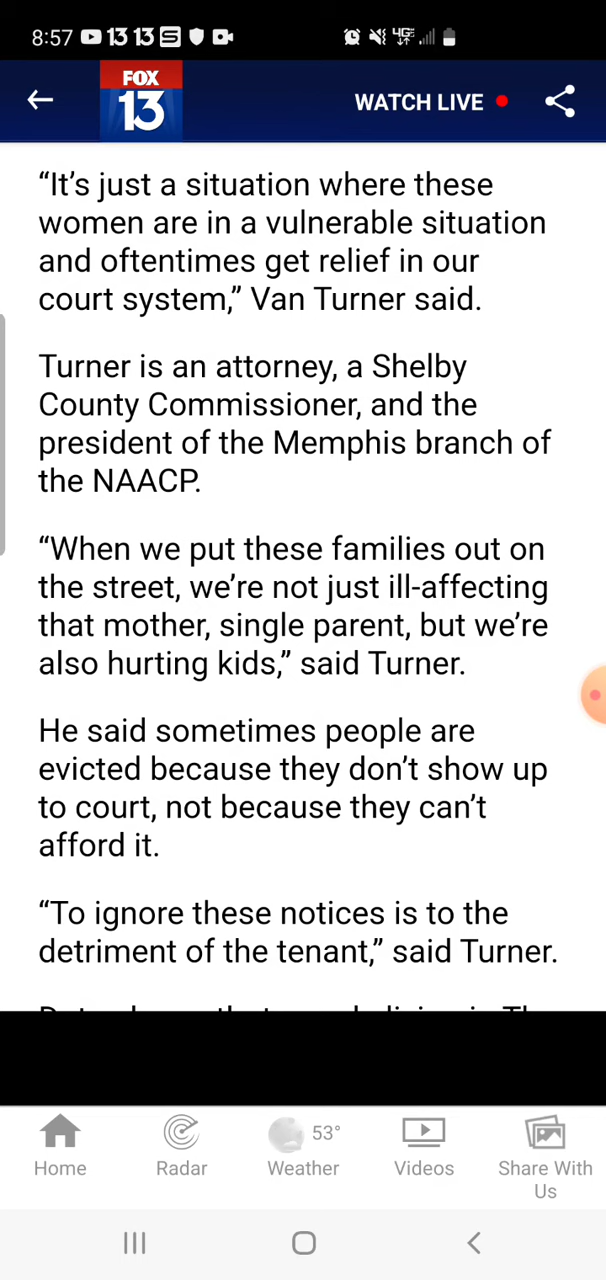 8:57 13 13 S 4GE
FOX
13
WATCH LIVE
“It’s just a situation where these
women are in a vulnerable situation
and oftentimes get relief in our
court system,” Van Turner said.
Turner is an attorney, a Shelby
County Commissioner, and the
president of the Memphis branch of
the NAACP.
“When we put these families out on
the street, we’re not just ill-affecting
that mother, single parent, but we’re
also hurting kids,” said Turner.
He said sometimes people are
evicted because they don’t show up
to court, not because they can’t
afford it.
“To ignore these notices is to the
detriment of the tenant,” said Turner.
Home
Radar
53°
Weather
Videos
Share With
Us